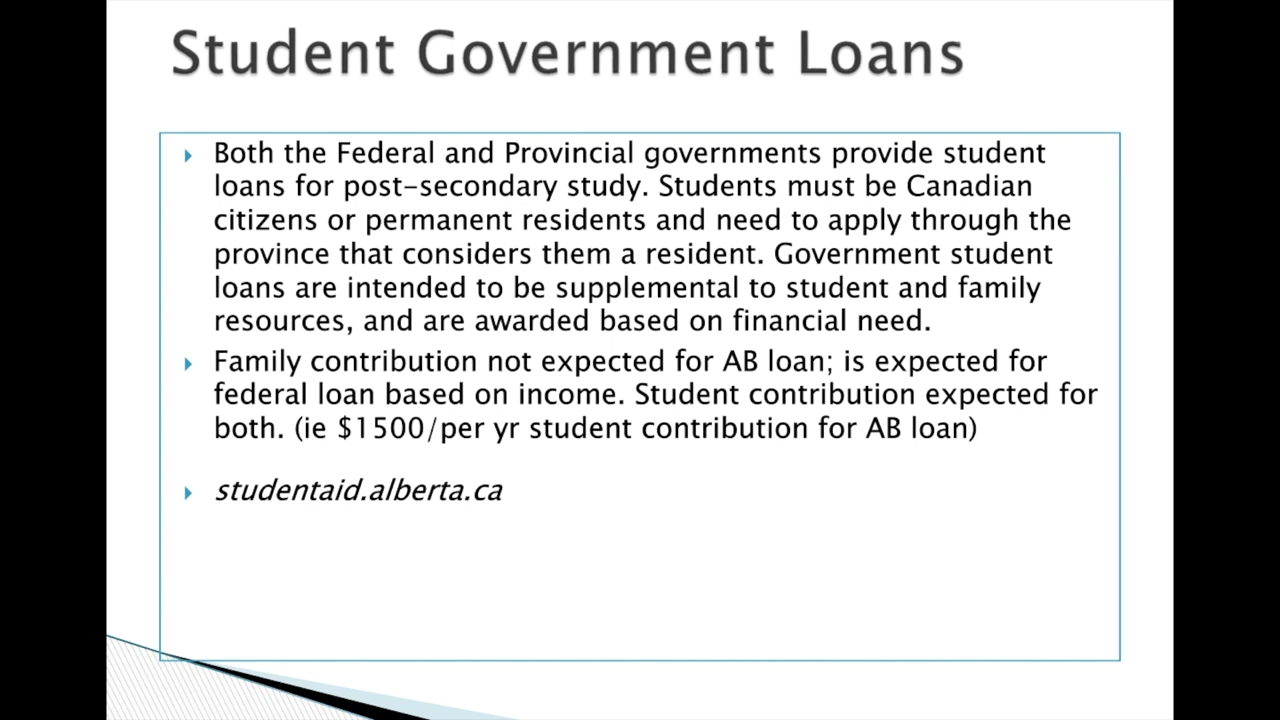 Student Government Loans
Both the Federal and Provincial governments provide student
loans for post-secondary study. Students must be Canadian
citizens or permanent residents and need to apply through the
province that considers them a resident. Government student
loans are intended to be supplemental to student and family
resources, and are awarded based on financial need.
Family contribution not expected for AB loan; is expected for
federal loan based on income. Student contribution expected for
both. (ie $1500/per yr student contribution for AB loan)
studentaid.alberta.ca